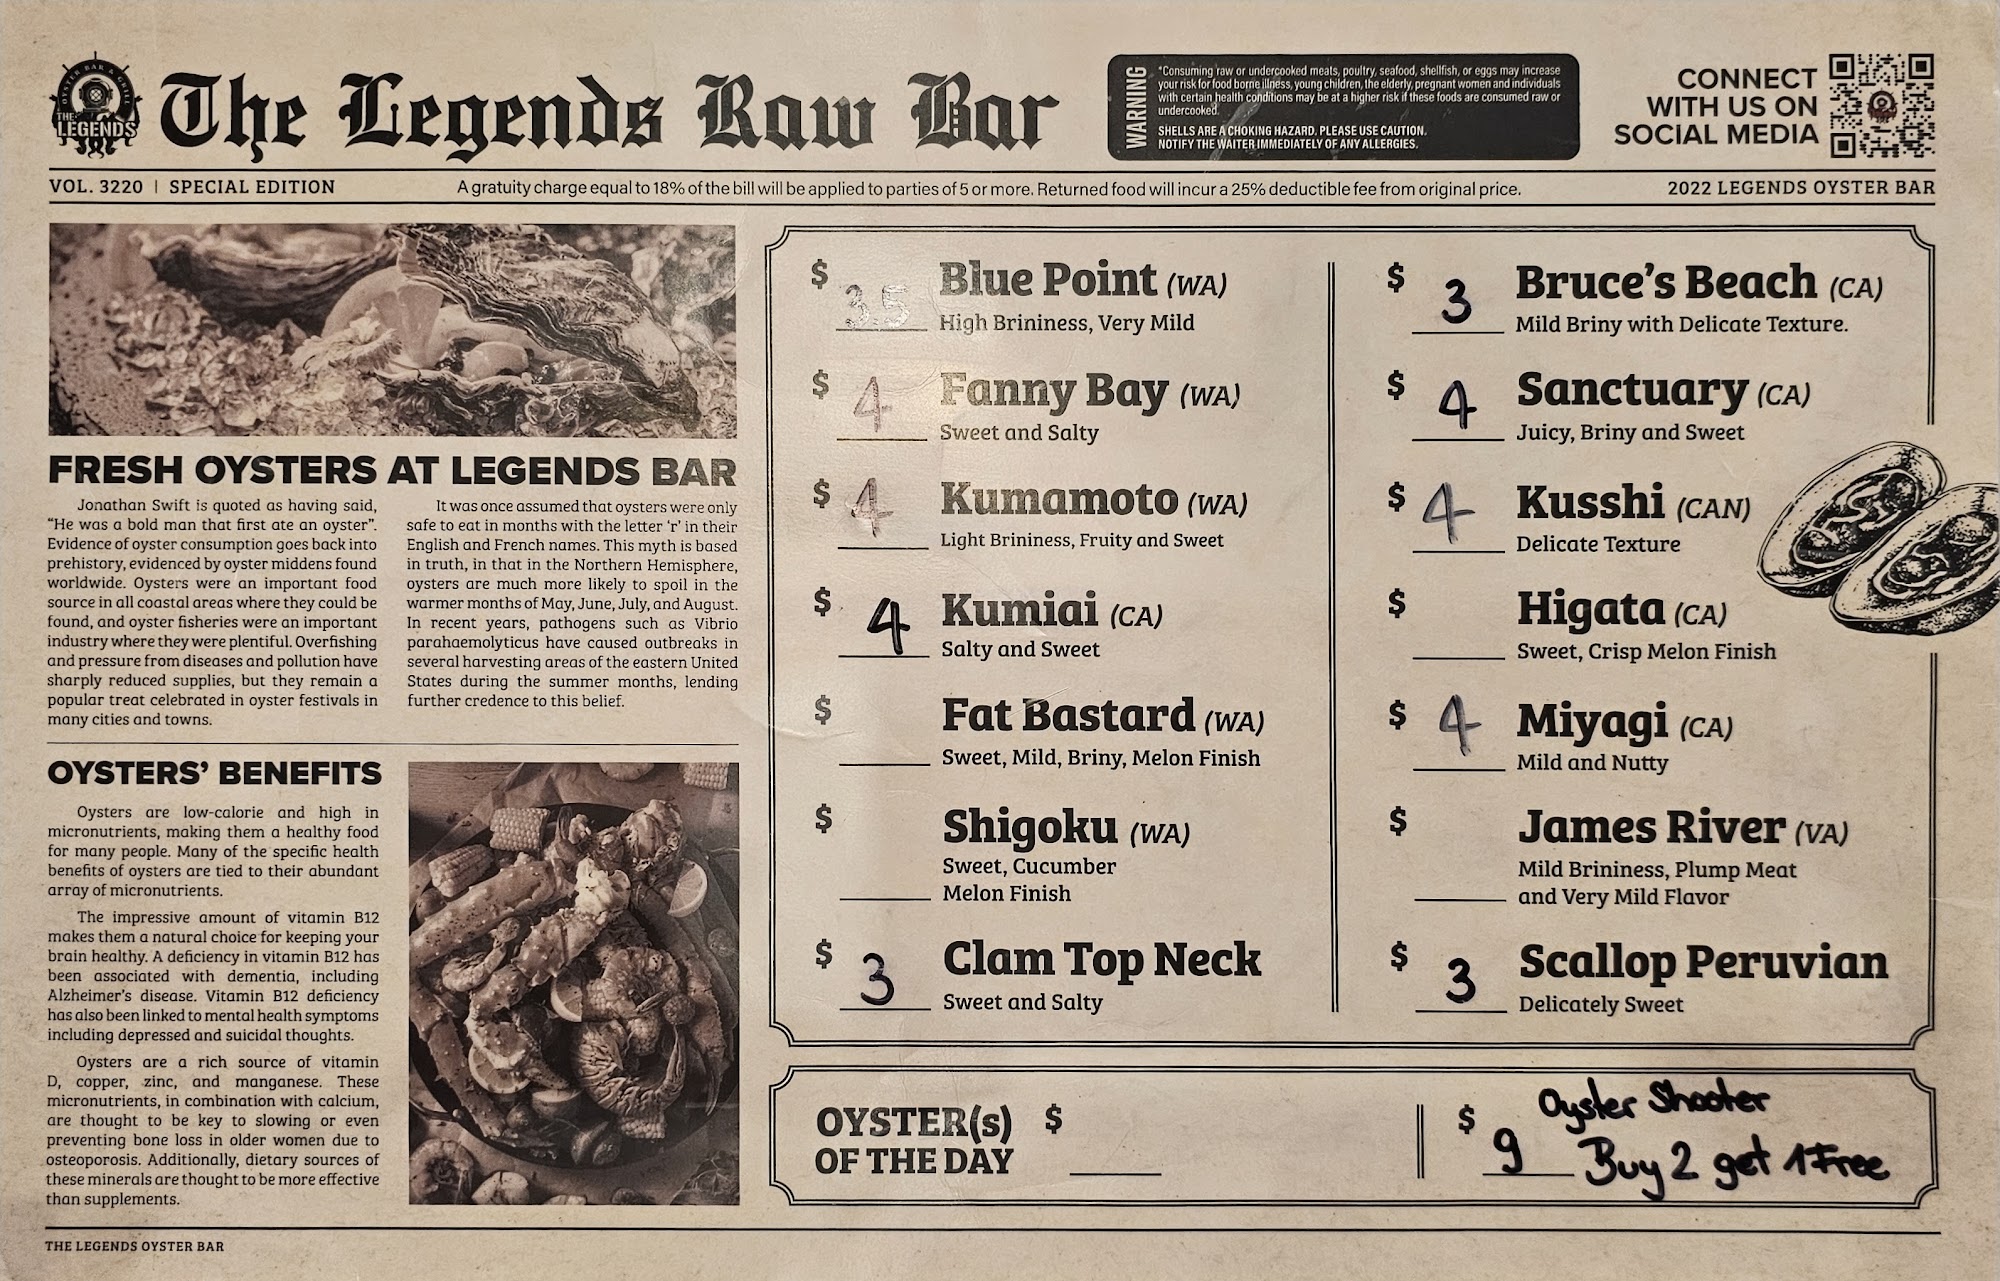 OYSTER BAR & GRILL
THE
LEGENDS
The Legends Raw Bar
WARNING
*Consuming raw or undercooked meats, poultry, seafood, shellfish, or eggs may increase
your risk for food borne illness, young children, the elderly, pregnant women and individuals
with certain health conditions may be at a higher risk if these foods are consumed raw or
undercooked.
SHELLS ARE A CHOKING HAZARD. PLEASE USE CAUTION.
NOTIFY THE WAITER IMMEDIATELY OF ANY ALLERGIES.
CONNECT
WITH US ON
SOCIAL MEDIA
VOL. 3220 | SPECIAL EDITION
A gratuity charge equal to 18% of the bill will be applied to parties of 5 or more. Returned food will incur a 25% deductible fee from original price.
2022 LEGENDS OYSTER BAR
FRESH OYSTERS AT LEGENDS BAR
Jonathan Swift is quoted as having said,
“He was a bold man that first ate an oyster”.
Evidence of oyster consumption goes back into
prehistory, evidenced by oyster middens found
worldwide. Oysters were an important food
source in all coastal areas where they could be
found, and oyster fisheries were an important
industry where they were plentiful. Overfishing
and pressure from diseases and pollution have
sharply reduced supplies, but they remain a
popular treat celebrated in oyster festivals in
many cities and towns.
It was once assumed that oysters were only
safe to eat in months with the letter ‘r’ in their
English and French names. This myth is based
in truth, in that in the Northern Hemisphere,
oysters are much more likely to spoil in the
warmer months of May, June, July, and August.
In recent years, pathogens such as Vibrio
parahaemolyticus have caused outbreaks in
several harvesting areas of the eastern United
States during the summer months, lending
further credence to this belief.
OYSTERS’ BENEFITS
Oysters are low-calorie and high in
micronutrients, making them a healthy food
for many people. Many of the specific health
benefits of oysters are tied to their abundant
array of micronutrients.
The impressive amount of vitamin B12
makes them a natural choice for keeping your
brain healthy. A deficiency in vitamin B12 has
been associated with dementia, including
Alzheimer’s disease. Vitamin B12 deficiency
has also been linked to mental health symptoms
including depressed and suicidal thoughts.
Oysters are a rich source of vitamin
D, copper, zinc, and manganese. These
micronutrients, in combination with calcium,
are thought to be key to slowing or even
preventing bone loss in older women due to
osteoporosis. Additionally, dietary sources of
these minerals are thought to be more effective
than supplements.
$ 3.5 Blue Point (WA)
High Brininess, Very Mild
$ 4 Fanny Bay (WA)
Sweet and Salty
$ 4 Kumamoto (WA)
Light Brininess, Fruity and Sweet
$ 4 Kumiai (CA)
Salty and Sweet
$ Fat Bastard (WA)
Sweet, Mild, Briny, Melon Finish
$ Shigoku (WA)
Sweet, Cucumber
Melon Finish
$ 3 Clam Top Neck
Sweet and Salty
$ 3 Bruce’s Beach (CA)
Mild Briny with Delicate Texture.
$ 4 Sanctuary (CA)
Juicy, Briny and Sweet
$ 4 Kusshi (CAN)
Delicate Texture
$ Higata (CA)
Sweet, Crisp Melon Finish
$ 4 Miyagi (CA)
Mild and Nutty
$ James River (VA)
Mild Brininess, Plump Meat
and Very Mild Flavor
$ 3 Scallop Peruvian
Delicately Sweet
OYSTER(s) $
OF THE DAY
Oyster Shooter
$ 9 Buy 2 get 1 Free
THE LEGENDS OYSTER BAR